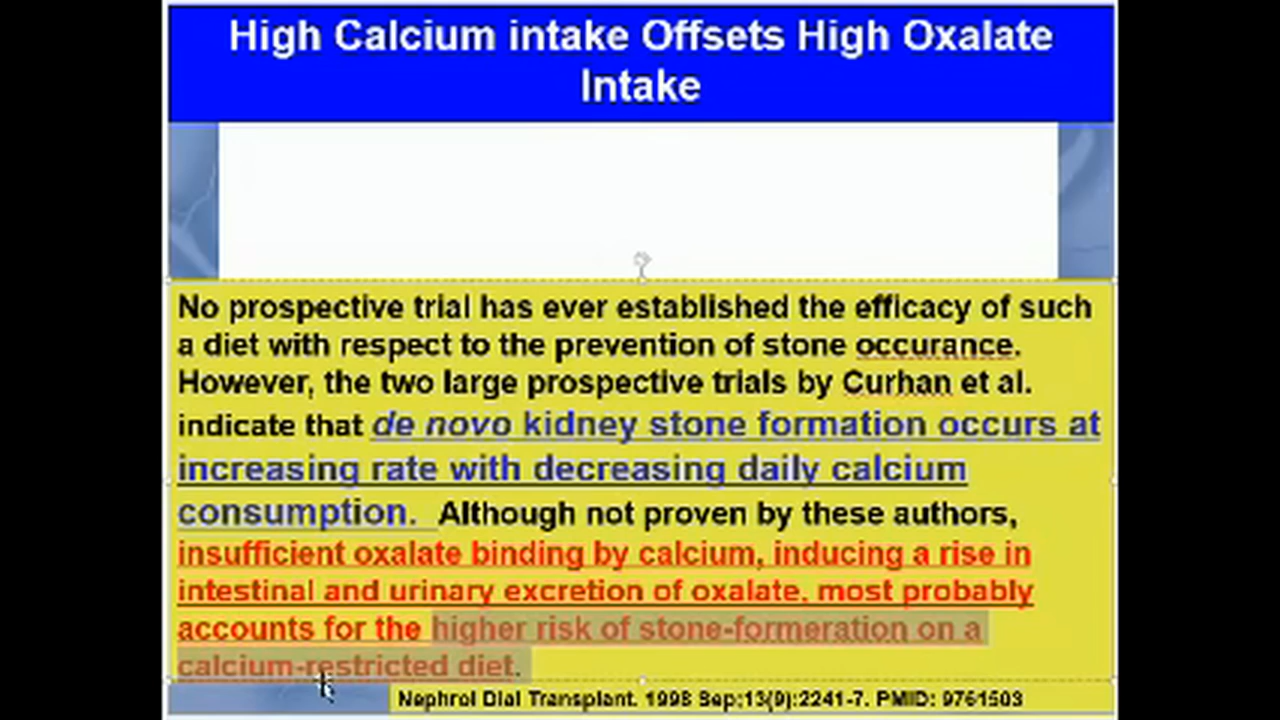 High Calcium intake Offsets High Oxalate
Intake
No prospective trial has ever established the efficacy of such
a diet with respect to the prevention of stone occurance.
However, the two large prospective trials by Curhan et al.
indicate that de novo kidney stone formation occurs at
increasing rate with decreasing daily calcium
consumption. Although not proven by these authors,
insufficient oxalate binding by calcium, inducing a rise in
intestinal and urinary excretion of oxalate, most probably
accounts for the higher risk of stone-formeration on a
calcium-restricted diet.
Nephrol Dial Transplant. 1998 Sep;13(9):2241-7. PMID: 9761503